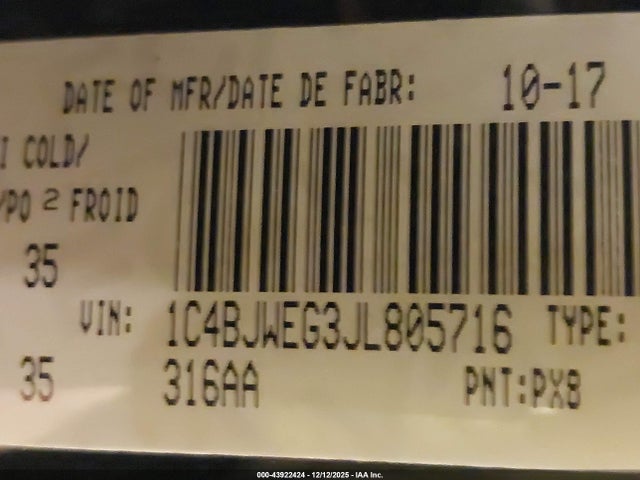 DATE OF MFR/DATE DE FABR: 10-17
I COLD/
/PO 2 FROID
35
VIN: 1C4BJWEG3JL805716 TYPE:
35 316AA PNT:PX8
000-43922424 - 12/12/2025 - IAA Inc.